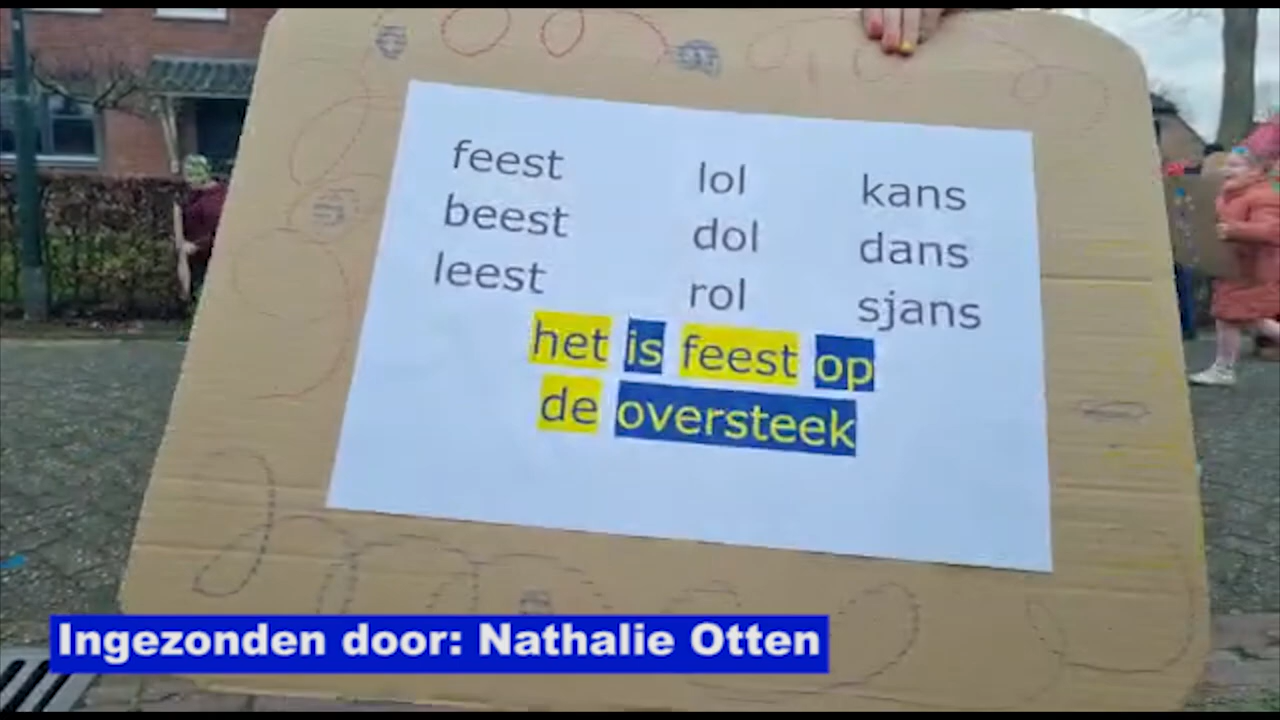 feest lol kans
beest dol dans
leest rol sjans
het is feest op
de oversteek
Ingezonden door: Nathalie Otten